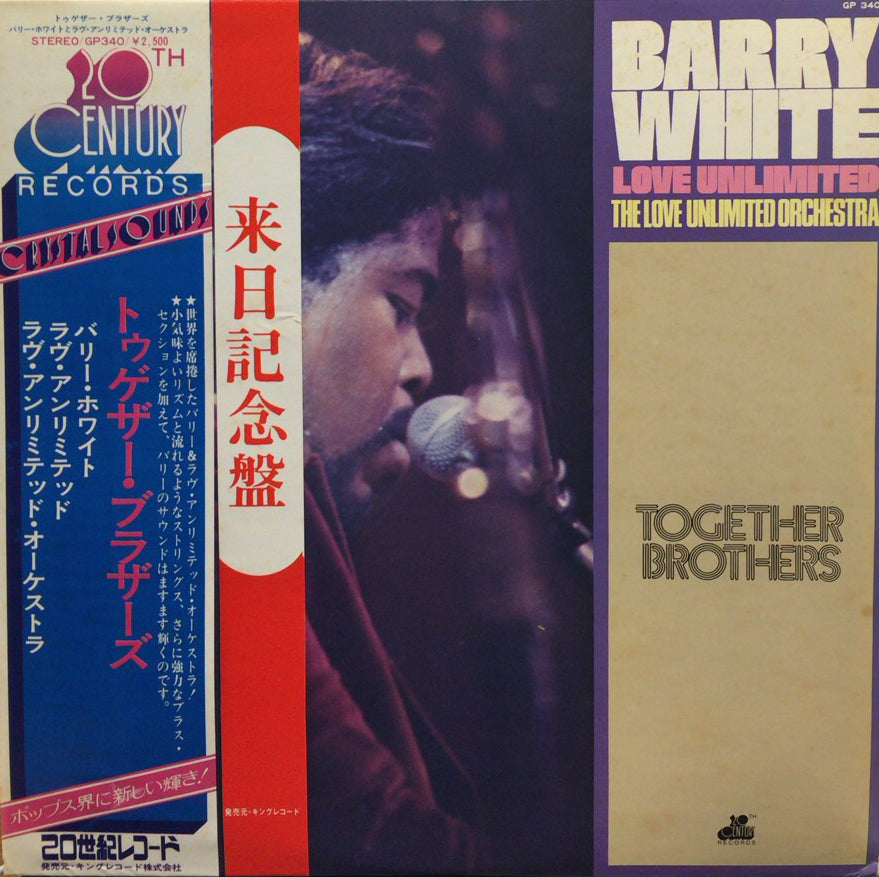 トゥゲザー・ブラザーズ
バリー・ホワイトとラヴ・アンリミテッド・オーケストラ
STEREO/GP340/¥2,500
20TH
CENTURY
RECORDS
CRYSTAL SOUNDS
★世界を席捲したバリー&ラヴ・アンリミテッド・オーケストラ!
★小気味よいリズムと流れるようなストリングス、さらに強力なブラス・
セクションを加えて、バリーのサウンドはますます輝くのです。
トゥゲザー・ブラザーズ
バリー・ホワイト
ラヴ・アンリミテッド
ラヴ・アンリミテッド・オーケストラ
ポップス界に新しい輝き!
20世紀レコード
発売元・キングレコード株式会社
来日記念盤
発売元・キングレコード
GP 340
BARRY
WHITE
LOVE UNLIMITED
THE LOVE UNLIMITED ORCHESTRA
TOGETHER
BROTHERS
20TH
CENTURY
RECORDS